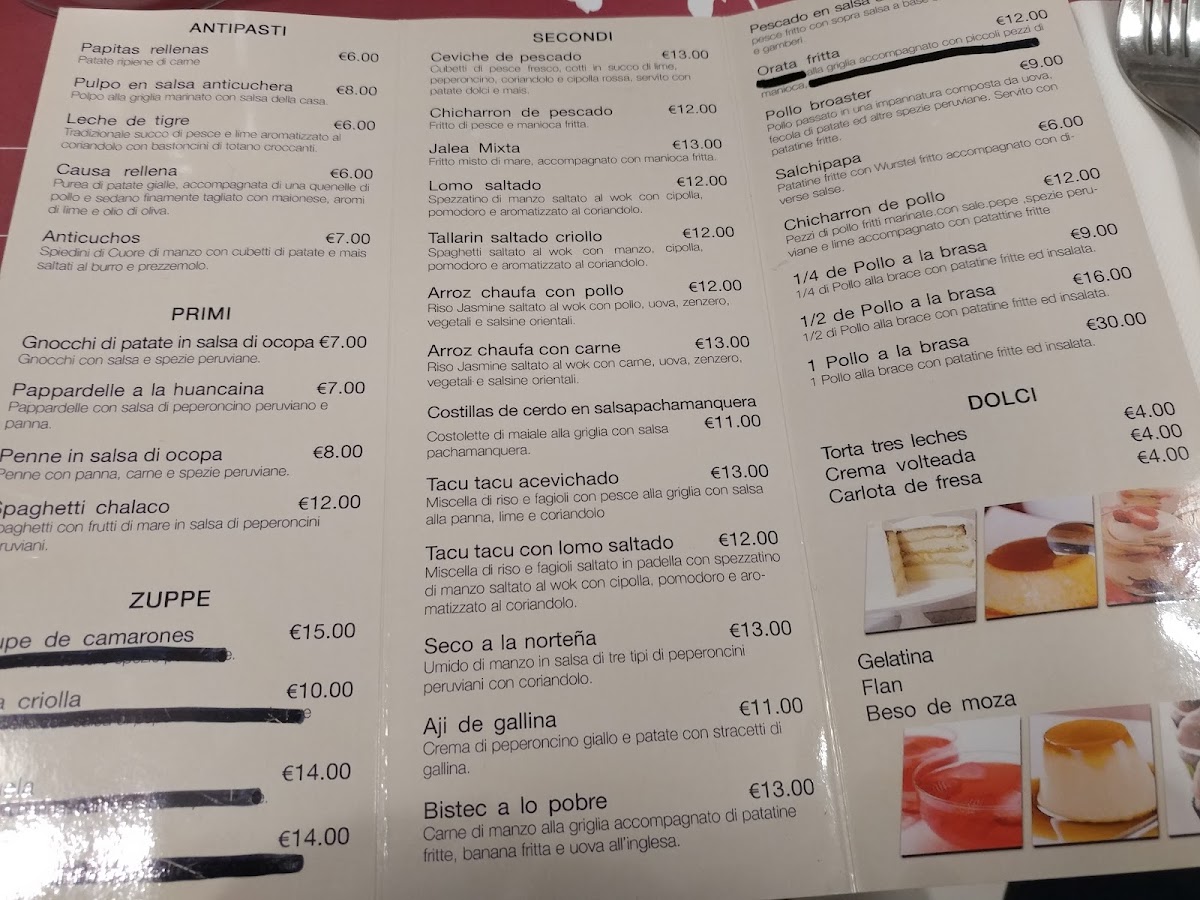 ANTIPASTI
Papitas rellenas €6.00
Patate ripiene di carne
Pulpo en salsa anticuchera €8.00
Polpo alla griglia marinato con salsa della casa.
Leche de tigre €6.00
Tradizionale succo di pesce e lime aromatizzato al
coriandolo con bastoncini di totano croccanti.
Causa rellena €6.00
Purea di patate gialle, accompagnata di una quenelle di
pollo e sedano finamente tagliato con maionese, aromi
di lime e olio di oliva.
Anticuchos €7.00
Spiedini di Cuore di manzo con cubetti di patate e mais
saltati al burro e prezzemolo.
PRIMI
Gnocchi di patate in salsa di ocopa €7.00
Gnocchi con salsa e spezie peruviane.
Pappardelle a la huancaina €7.00
Pappardelle con salsa di peperoncino peruviano e
panna.
Penne in salsa di ocopa €8.00
Penne con panna, carne e spezie peruviane.
Spaghetti chalaco €12.00
paghetti con frutti di mare in salsa di peperoncini
ruviani.
ZUPPE
upe de camarones €15.00
a criolla €10.00
€14.00
€14.00
SECONDI
Ceviche de pescado €13.00
Cubetti di pesce fresco, cotti in succo di lime,
peperoncino, coriandolo e cipolla rossa, servito con
patate dolci e mais.
Chicharron de pescado €12.00
Fritto di pesce e manioca fritta.
Jalea Mixta €13.00
Fritto misto di mare, accompagnato con manioca fritta.
Lomo saltado €12.00
Spezzatino di manzo saltato al wok con cipolla,
pomodoro e aromatizzato al coriandolo.
Tallarin saltado criollo €12.00
Spaghetti saltato al wok con manzo, cipolla,
pomodoro e aromatizzato al coriandolo.
Arroz chaufa con pollo €12.00
Riso Jasmine saltato al wok con pollo, uova, zenzero,
vegetali e salsine orientali.
Arroz chaufa con carne €13.00
Riso Jasmine saltato al wok con carne, uova, zenzero,
vegetali e salsine orientali.
Costillas de cerdo en salsapachamanquera
Costolette di maiale alla griglia con salsa €11.00
pachamanquera.
Tacu tacu acevichado €13.00
Miscella di riso e fagioli con pesce alla griglia con salsa
alla panna, lime e coriandolo
Tacu tacu con lomo saltado €12.00
Miscella di riso e fagioli saltato in padella con spezzatino
di manzo saltato al wok con cipolla, pomodoro e aro-
matizzato al coriandolo.
Seco a la norteña €13.00
Umido di manzo in salsa di tre tipi di peperoncini
peruviani con coriandolo.
Aji de gallina €11.00
Crema di peperoncino giallo e patate con stracetti di
gallina.
Bistec a lo pobre €13.00
Carne di manzo alla griglia accompagnato di patatine
fritte, banana fritta e uova all'inglesa.
Pescado en salsa
pesce fritto con sopra salsa a base
e gamberi. €12.00
Orata fritta
alla griglia accompagnato con piccoli pezzi di
manioca, €9.00
Pollo broaster
Pollo passato in una impannatura composta da uova,
fecola di patate ed altre spezie peruviane. Servito con
patatine fritte. €6.00
Salchipapa
Patatine fritte con Wurstel fritto accompagnato con di-
verse salse. €12.00
Chicharron de pollo
Pezzi di pollo fritti marinate.con sale,pepe ,spezie peru-
viane e lime accompagnato con patattine fritte
1/4 de Pollo a la brasa €9.00
1/4 di Pollo alla brace con patatine fritte ed insalata.
1/2 de Pollo a la brasa €16.00
1/2 di Pollo alla brace con patatine fritte ed insalata.
1 Pollo a la brasa €30.00
1 Pollo alla brace con patatine fritte ed insalata.
DOLCI
Torta tres leches €4.00
Crema volteada €4.00
Carlota de fresa €4.00
Gelatina
Flan
Beso de moza